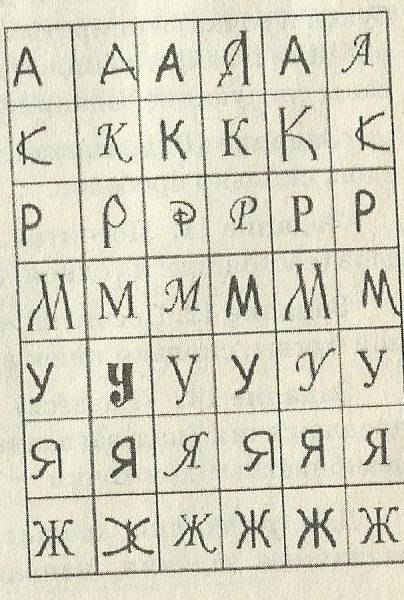 А А А А А А
К К К К К К
Р Р Р Р Р Р
М М М М М М
У У У У У У
Я Я Я Я Я Я
Ж Ж Ж Ж Ж Ж